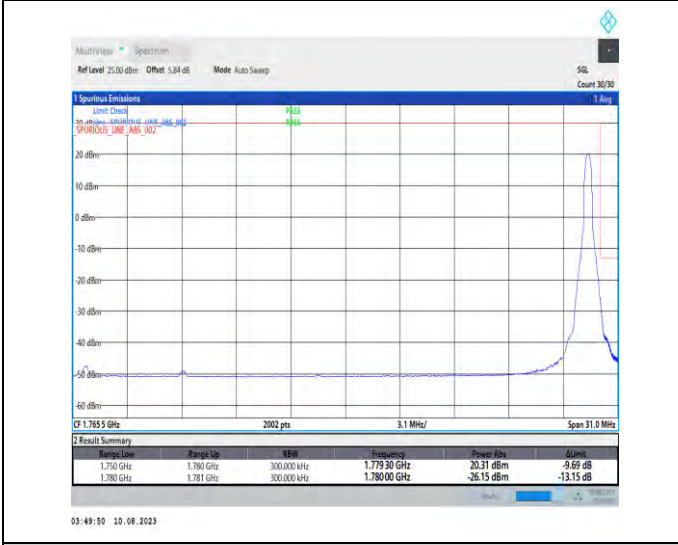 MultiView Spectrum
Ref Level 25.00 dBm Offset 5.84 dB Mode Auto Sweep SGL
Count 30/30
1 Spurious Emissions 1 Avg
Limit Check PASS
30 dBm Line _SPURIOUS_LINE_ABS_002 PASS
SPURIOUS_LINE_ABS_002
20 dBm
10 dBm
0 dBm
-10 dBm
-20 dBm
-30 dBm
-40 dBm
-50 dBm
-60 dBm
CF 1.765 5 GHz 2002 pts 3.1 MHz/ Span 31.0 MHz
2 Result Summary
Range Low Range Up RBW Frequency Power Abs ΔLimit
1.750 GHz 1.780 GHz 300.000 kHz 1.779 30 GHz 20.31 dBm -9.69 dB
1.780 GHz 1.781 GHz 300.000 kHz 1.780 00 GHz -26.15 dBm -13.15 dB
Ready
03:49:50 10.08.2023